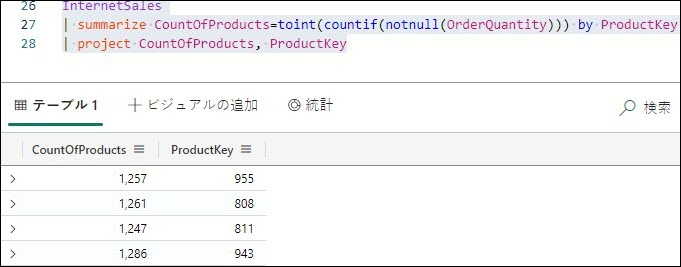 26 InternetSales
27 | summarize CountOfProducts=toint(countif(notnull(OrderQuantity))) by ProductKey
28 | project CountOfProducts, ProductKey
テーブル 1 ビジュアルの追加 統計 検索
CountOfProducts ProductKey
1,257 955
1,261 808
1,247 811
1,286 943